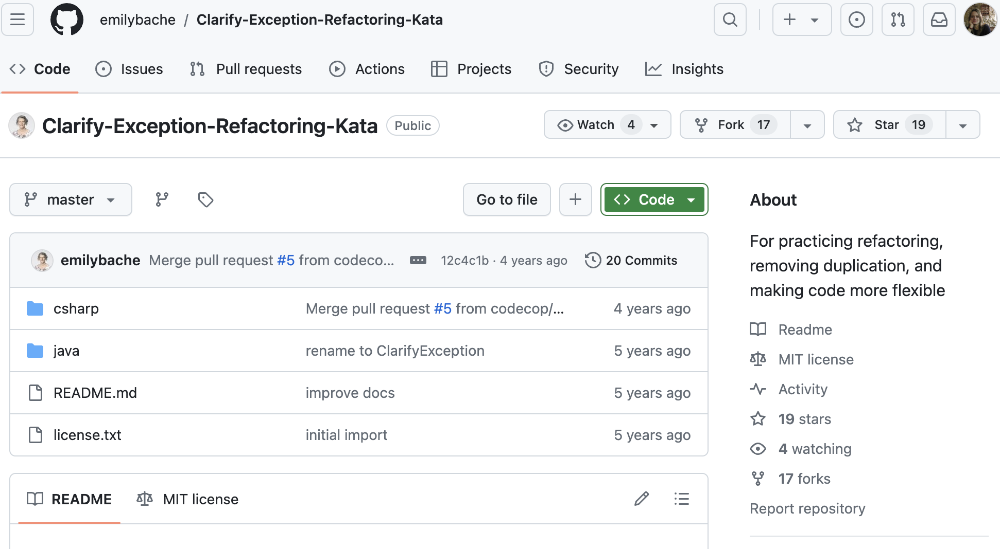 emilybache / Clarify-Exception-Refactoring-Kata
Code Issues Pull requests Actions Projects Security Insights
Clarify-Exception-Refactoring-Kata Public Watch 4 Fork 17 Star 19
master Go to file Code
emilybache Merge pull request #5 from codeco... 12c4c1b · 4 years ago 20 Commits
csharp Merge pull request #5 from codecop/... 4 years ago
java rename to ClarifyException 5 years ago
README.md improve docs 5 years ago
license.txt initial import 5 years ago
README MIT license
About
For practicing refactoring,
removing duplication, and
making code more flexible
Readme
MIT license
Activity
19 stars
4 watching
17 forks
Report repository